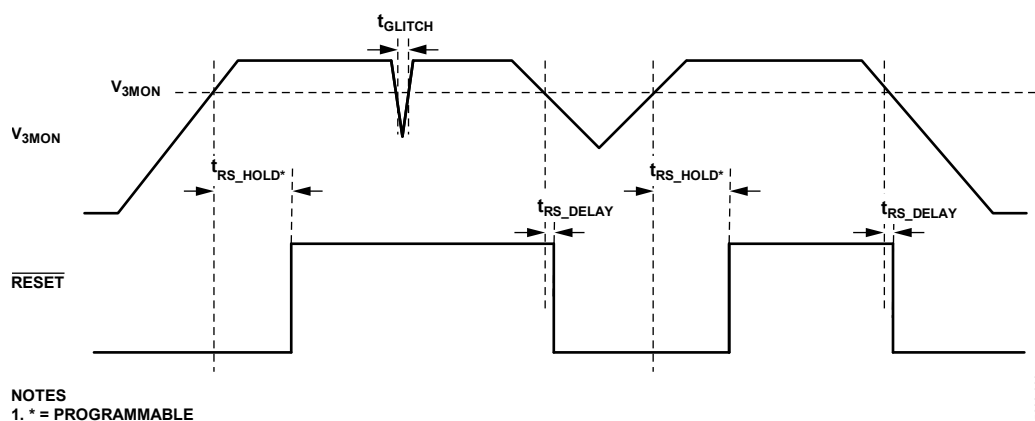 tGLITCH
V3MON
V3MON
tRS_HOLD*
tRS_HOLD*
tRS_DELAY
tRS_DELAY
RESET
NOTES
1. * = PROGRAMMABLE